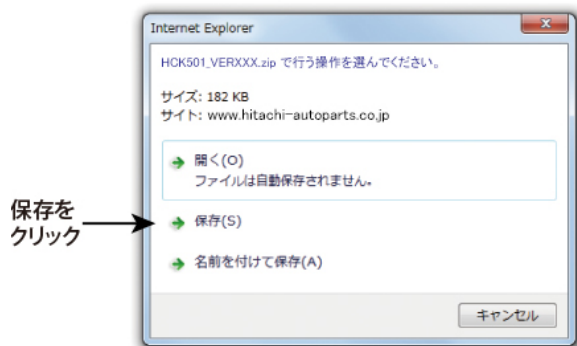 Internet Explorer
HCK501_VERXXX.zip で行う操作を選んでください。
サイズ: 182 KB
サイト: www.hitachi-autoparts.co.jp
開く(O)
ファイルは自動保存されません。
保存を
クリック
保存(S)
名前を付けて保存(A)
キャンセル